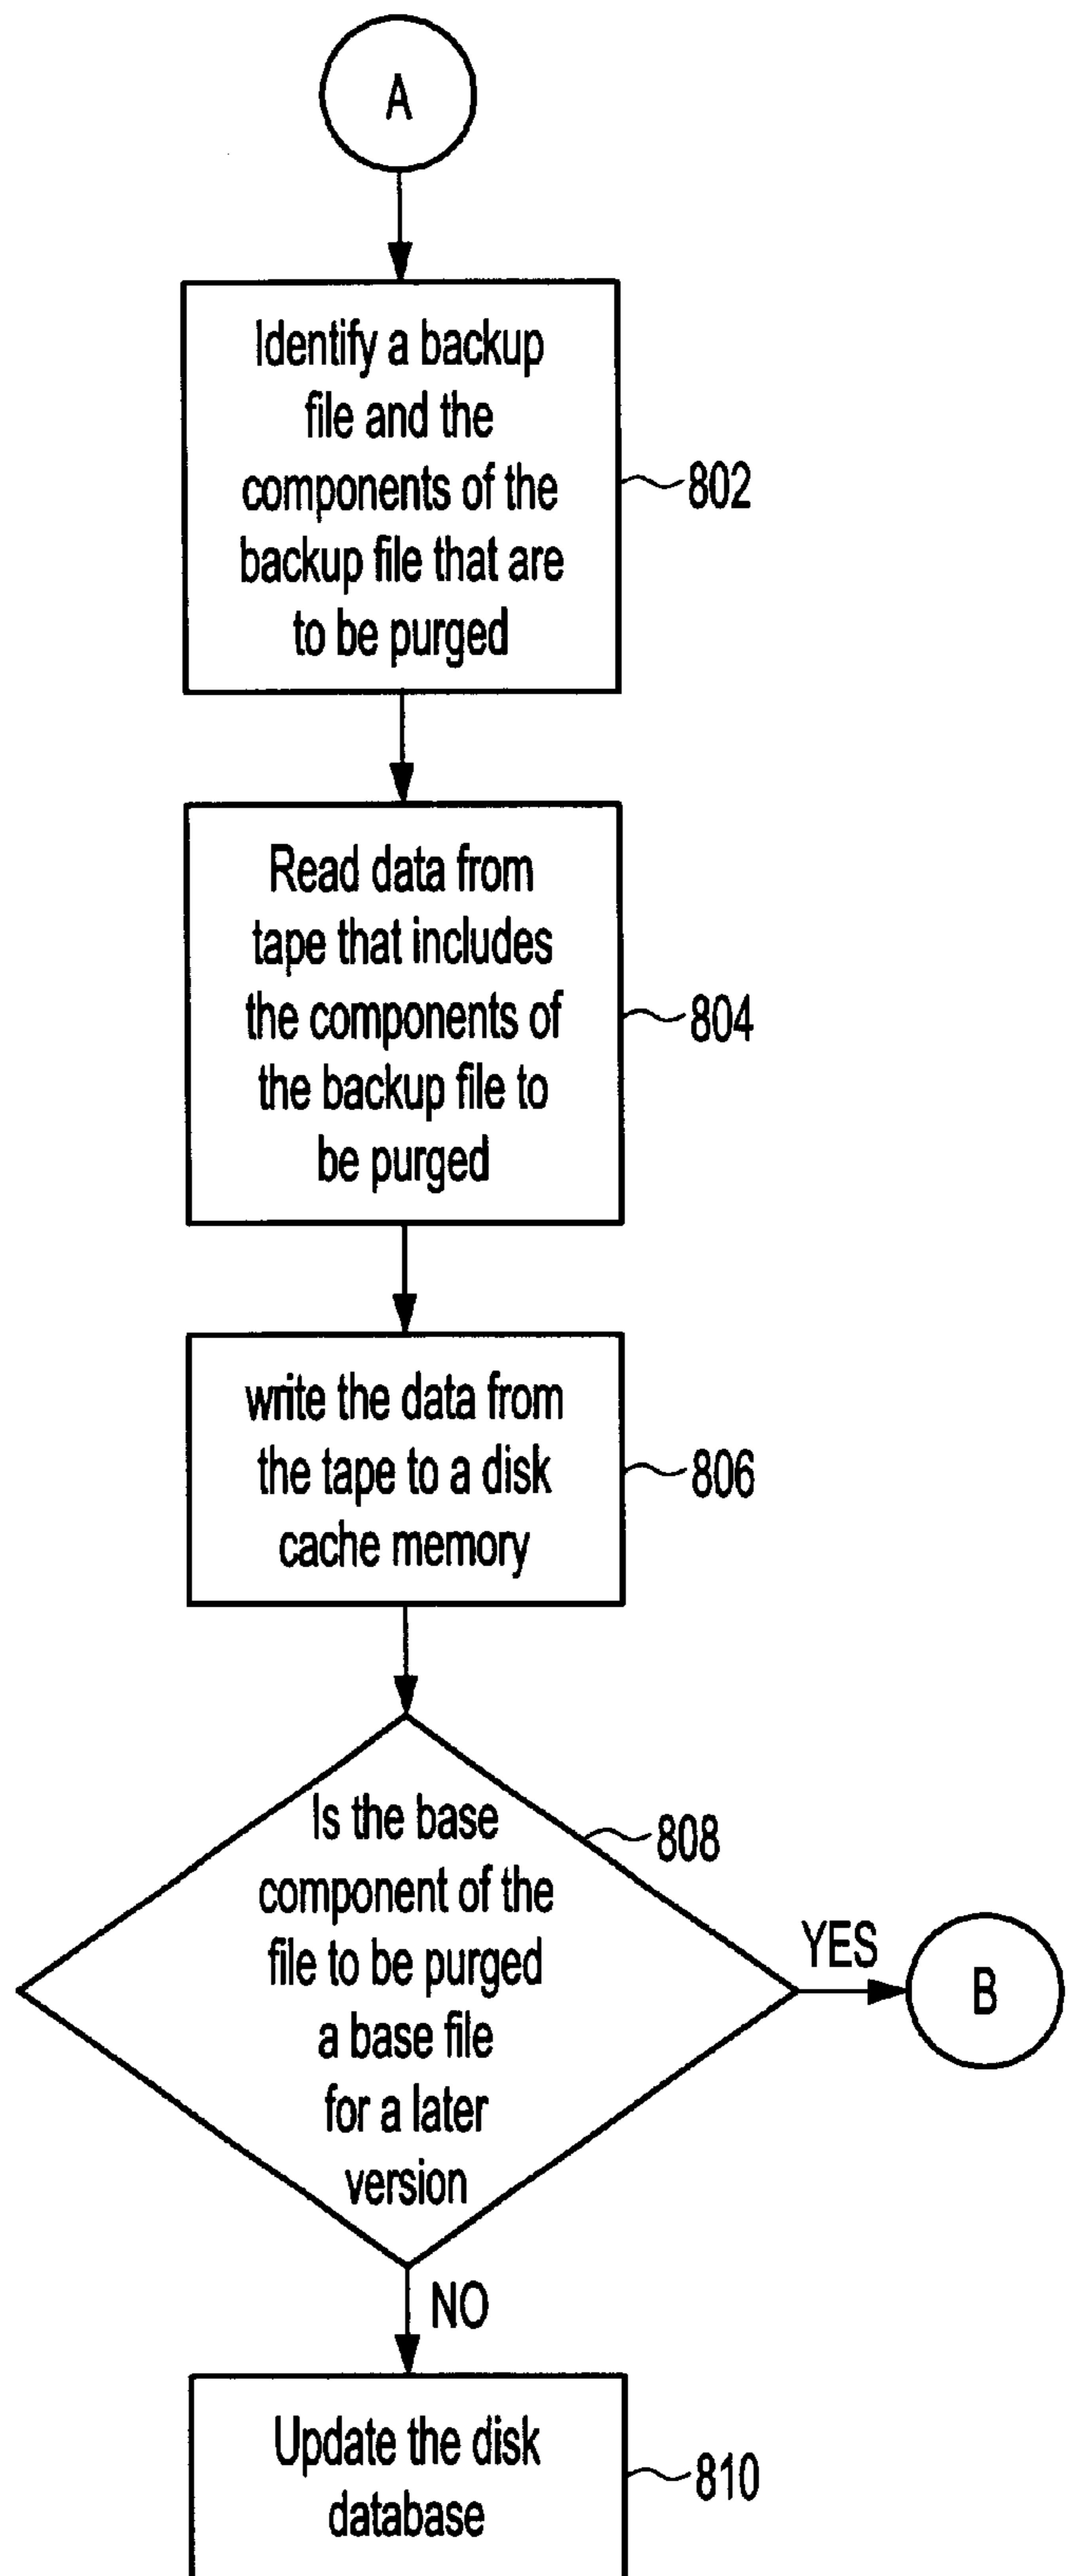 A
Identify a backup
file and the
components of the
backup file that are
to be purged
802
Read data from
tape that includes
the components of
the backup file to
be purged
804
write the data from
the tape to a disk
cache memory
806
Is the base
component of the
file to be purged
a base file
for a later
version
808
YES
B
NO
Update the disk
database
810